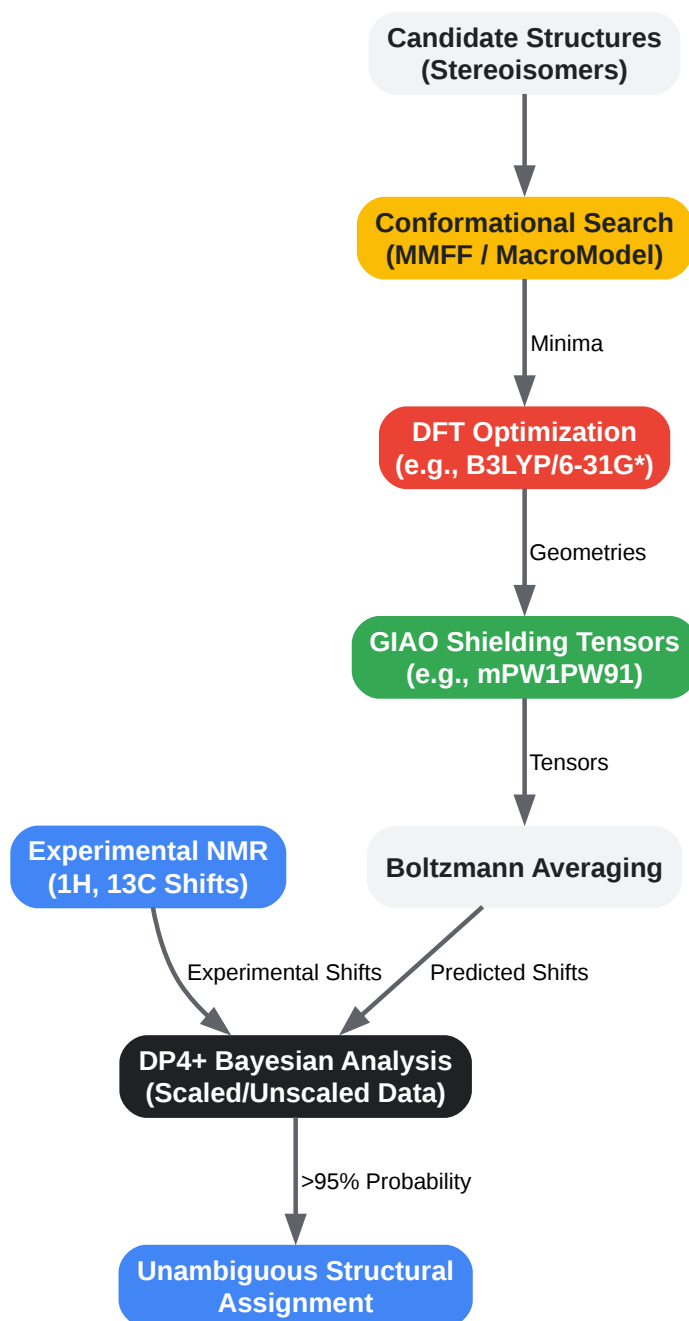 Candidate Structures
(Stereoisomers)
Conformational Search
(MMFF / MacroModel)
Minima
DFT Optimization
(e.g., B3LYP/6-31G*)
Geometries
GIAO Shielding Tensors
(e.g., mPW1PW91)
Tensors
Experimental NMR
(1H, 13C Shifts)
Boltzmann Averaging
Experimental Shifts
Predicted Shifts
DP4+ Bayesian Analysis
(Scaled/Unscaled Data)
>95% Probability
Unambiguous Structural
Assignment